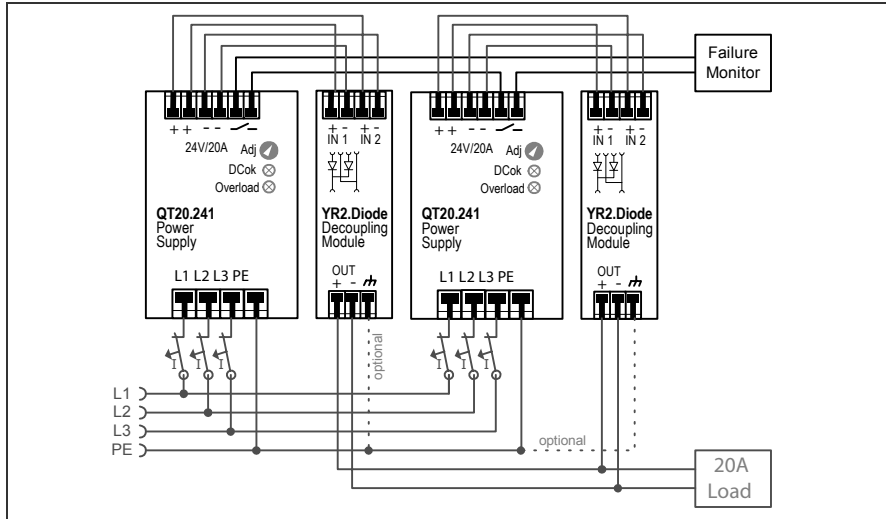 Failure
Monitor
+ + - -
+ -
IN 1
+ -
IN 2
+ + - -
+ -
IN 1
+ -
IN 2
24V/20A
Adj
DCok
Overload
24V/20A
Adj
DCok
Overload
QT20.241
Power
Supply
YR2.Diode
Decoupling
Module
QT20.241
Power
Supply
YR2.Diode
Decoupling
Module
L1 L2 L3 PE
OUT
+ -
L1 L2 L3 PE
OUT
+ -
I
I
I
optional
I
I
I
L1
L2
L3
PE
optional
20A
Load